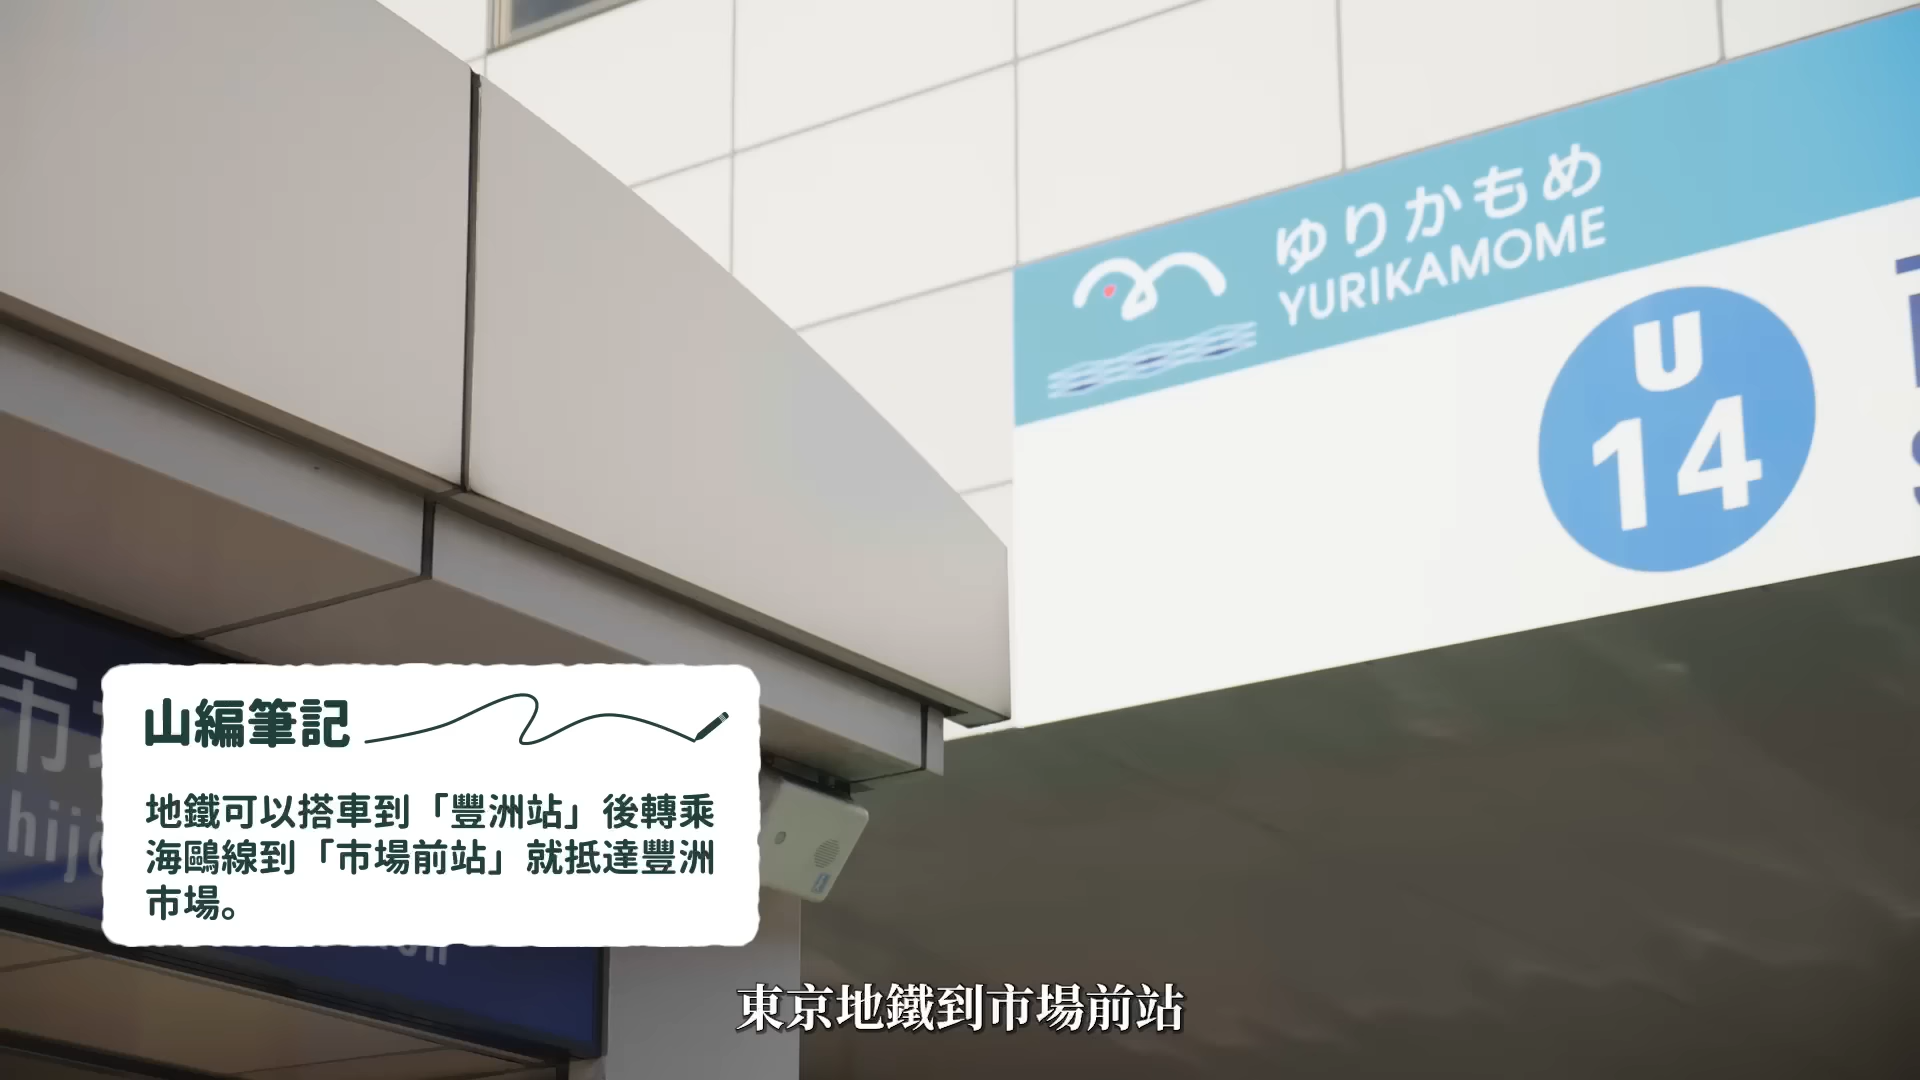 ゆりかもめ
YURIKAMOME
U
14
市
hij
山編筆記
地鐵可以搭車到「豐洲站」後轉乘
海鷗線到「市場前站」就抵達豐洲
市場。
東京地鐵到市場前站